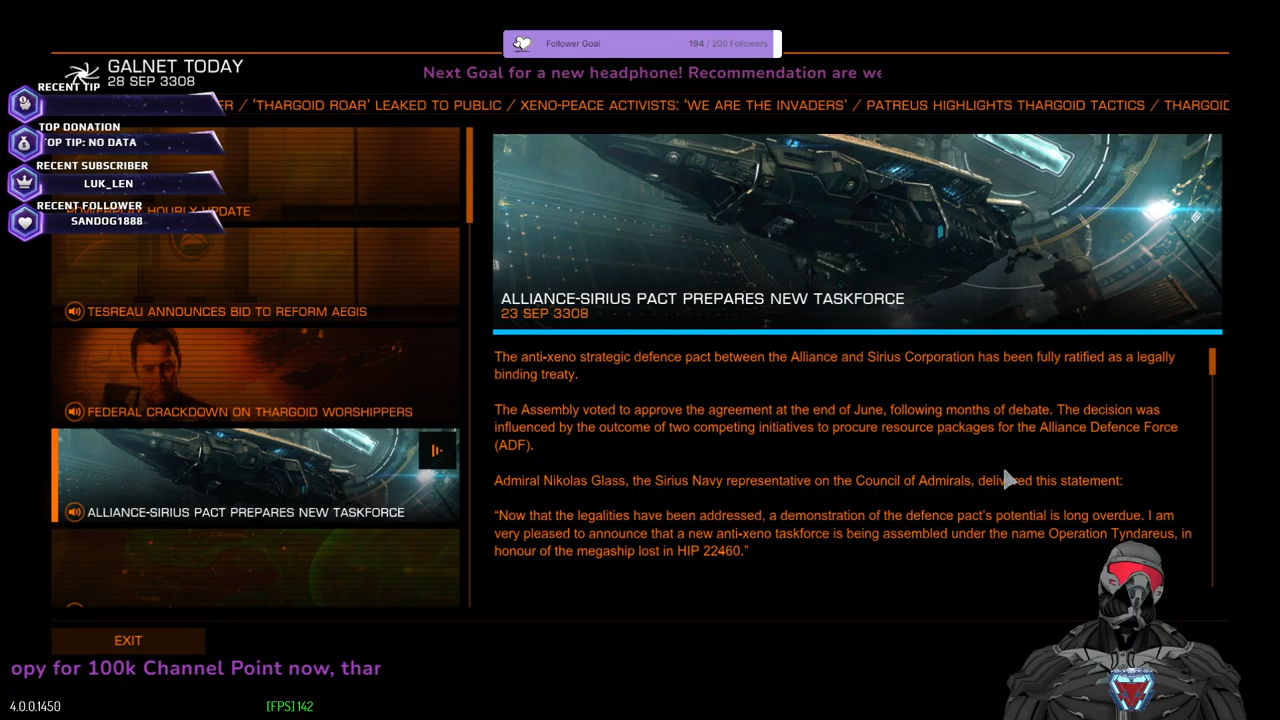 Follower Goal 194 / 200 Followers
GALNET TODAY
28 SEP 3308
Next Goal for a new headphone! Recommendation are we
RECENT TIP
ER / 'THARGOID ROAR' LEAKED TO PUBLIC / XENO-PEACE ACTIVISTS: 'WE ARE THE INVADERS' / PATREUS HIGHLIGHTS THARGOID TACTICS / THARGOID
TOP DONATION
TOP TIP: NO DATA
RECENT SUBSCRIBER
LUK_LEN
RECENT FOLLOWER
POWERPLAY HOURLY UPDATE
SANDOG1888
TESREAU ANNOUNCES BID TO REFORM AEGIS
FEDERAL CRACKDOWN ON THARGOID WORSHIPPERS
ALLIANCE-SIRIUS PACT PREPARES NEW TASKFORCE
ALLIANCE-SIRIUS PACT PREPARES NEW TASKFORCE
23 SEP 3308
The anti-xeno strategic defence pact between the Alliance and Sirius Corporation has been fully ratified as a legally
binding treaty.
The Assembly voted to approve the agreement at the end of June, following months of debate. The decision was
influenced by the outcome of two competing initiatives to procure resource packages for the Alliance Defence Force
(ADF).
Admiral Nikolas Glass, the Sirius Navy representative on the Council of Admirals, delivered this statement:
“Now that the legalities have been addressed, a demonstration of the defence pact’s potential is long overdue. I am
very pleased to announce that a new anti-xeno taskforce is being assembled under the name Operation Tyndareus, in
honour of the megaship lost in HIP 22460.”
EXIT
opy for 100k Channel Point now, thar
4.0.0.1450
[FPS] 142